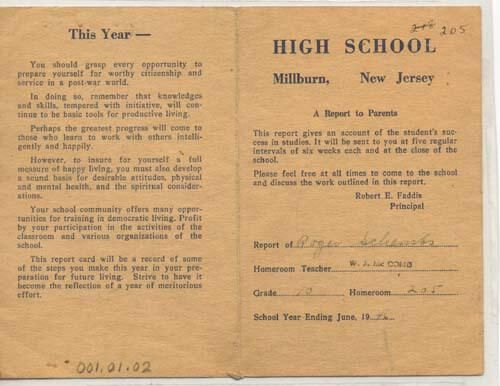 This Year —
You should grasp every opportunity to
prepare yourself for worthy citizenship and
service in a post-war world.
In doing so, remember that knowledges
and skills, tempered with initiative, will con-
tinue to be basic tools for productive living.
Perhaps the greatest progress will come to
those who learn to work with others intelli-
gently and happily.
However, to insure for yourself a full
measure of happy living, you must also develop
a sound basis for desirable attitudes, physical
and mental health, and the spiritual consider-
ations.
Your school community offers many oppor-
tunities for training in democratic living. Profit
by your participation in the activities of the
classroom and various organizations of the
school.
This report card will be a record of some
of the steps you make this year in your pre-
paration for future living. Strive to have it
become the reflection of a year of meritorious
effort.
001.01.02
205
HIGH SCHOOL
Millburn, New Jersey
A Report to Parents
This report gives an account of the student's suc-
cess in studies. It will be sent to you at five regular
intervals of six weeks each and at the close of the
school.
Please feel free at all times to come to the school
and discuss the work outlined in this report.
Robert E. Faddis
Principal
Report of Roger Schembs
Homeroom Teacher W. J. Mc COMB
Grade 10 Homeroom 205
School Year Ending June, 19